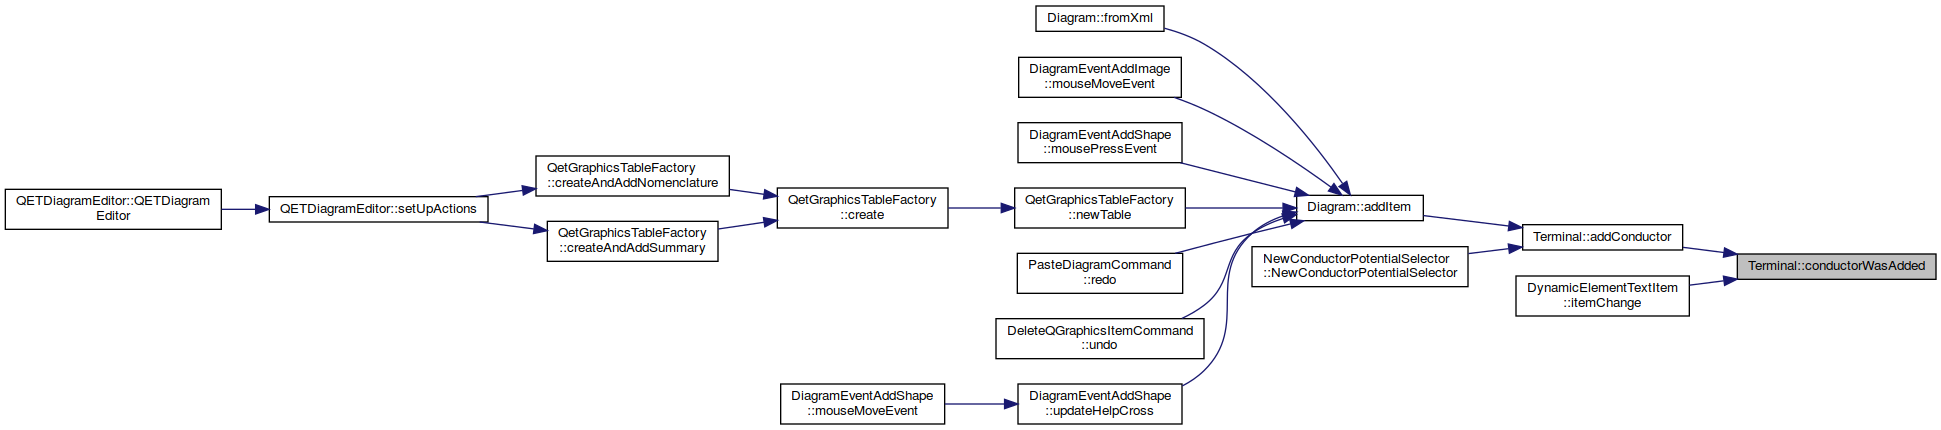 Diagram::fromXml
DiagramEventAddImage
::mouseMoveEvent
DiagramEventAddShape
::mousePressEvent
QetGraphicsTableFactory
::createAndAddNomenclature
QETDiagramEditor::QETDiagram
Editor
QETDiagramEditor::setUpActions
QetGraphicsTableFactory
::create
QetGraphicsTableFactory
::newTable
Diagram::addItem
QetGraphicsTableFactory
::createAndAddSummary
Terminal::addConductor
PasteDiagramCommand
::redo
NewConductorPotentialSelector
::NewConductorPotentialSelector
Terminal::conductorWasAdded
DynamicElementTextItem
::itemChange
DeleteQGraphicsItemCommand
::undo
DiagramEventAddShape
::mouseMoveEvent
DiagramEventAddShape
::updateHelpCross